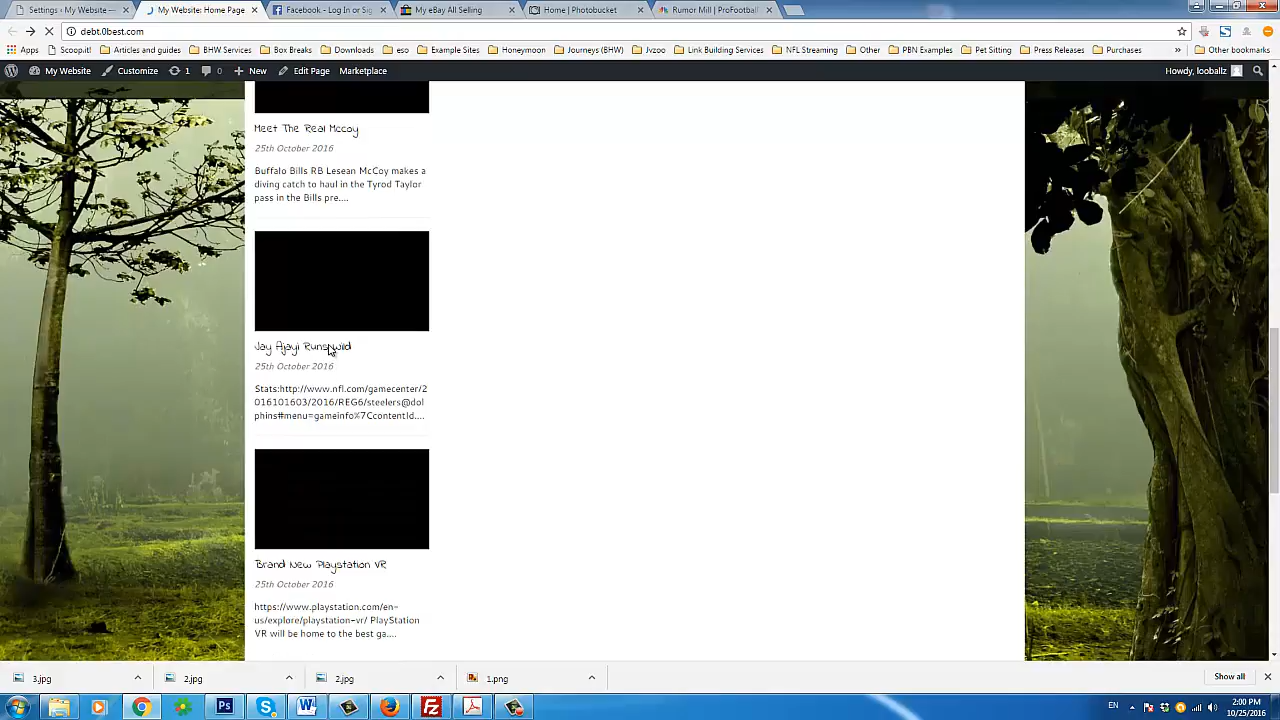 Settings ‹ My Website —
My Website: Home Page
Facebook - Log In or Sig
My eBay All Selling
Home | Photobucket
Rumor Mill | ProFootball
debt.0best.com
Apps
Scoop.it!
Articles and guides
BHW Services
Box Breaks
Downloads
eso
Example Sites
Honeymoon
Journeys (BHW)
Jvzoo
Link Building Services
NFL Streaming
Other
PBN Examples
Pet Sitting
Press Releases
Purchases
»
Other bookmarks
My Website
Customize
1
0
New
Edit Page
Marketplace
Howdy, looballz
Meet The Real Mccoy
25th October 2016
Buffalo Bills RB Lesean McCoy makes a
diving catch to haul in the Tyrod Taylor
pass in the Bills pre....
Jay Ajayi Runs Wild
25th October 2016
Stats:http://www.nfl.com/gamecenter/2
016101603/2016/REG6/steelers@dol
phins#menu=gameinfo%7CcontentId....
Brand New Playstation VR
25th October 2016
https://www.playstation.com/en-
us/explore/playstation-vr/ PlayStation
VR will be home to the best ga....
3.jpg
2.jpg
2.jpg
1.png
Show all
EN
2:00 PM
10/25/2016